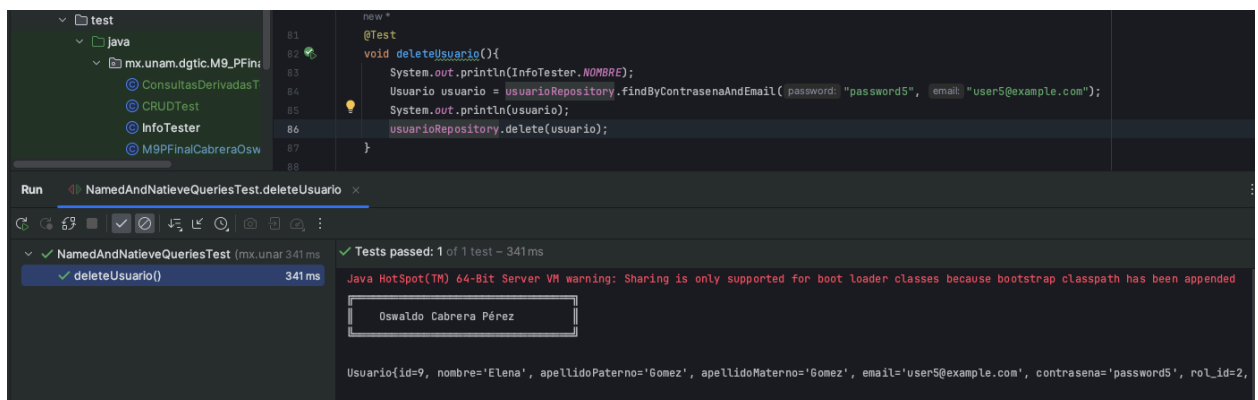 test
java
mx.unam.dgtic.M9_PFina
ConsultasDerivadasT
CRUDTest
InfoTester
M9PFinalCabreraOsw
new *
81 @Test
82 void deleteUsuario(){
83 System.out.println(InfoTester.NOMBRE);
84 Usuario usuario = usuarioRepository.findByContrasenaAndEmail( password: "password5", email: "user5@example.com");
85 System.out.println(usuario);
86 usuarioRepository.delete(usuario);
87 }
88
Run NamedAndNatieveQueriesTest.deleteUsuario ×
NamedAndNatieveQueriesTest (mx.unar 341 ms
deleteUsuario() 341 ms
Tests passed: 1 of 1 test – 341 ms
Java HotSpot(TM) 64-Bit Server VM warning: Sharing is only supported for boot loader classes because bootstrap classpath has been appended
Oswaldo Cabrera Pérez
Usuario{id=9, nombre='Elena', apellidoPaterno='Gomez', apellidoMaterno='Gomez', email='user5@example.com', contrasena='password5', rol_id=2,